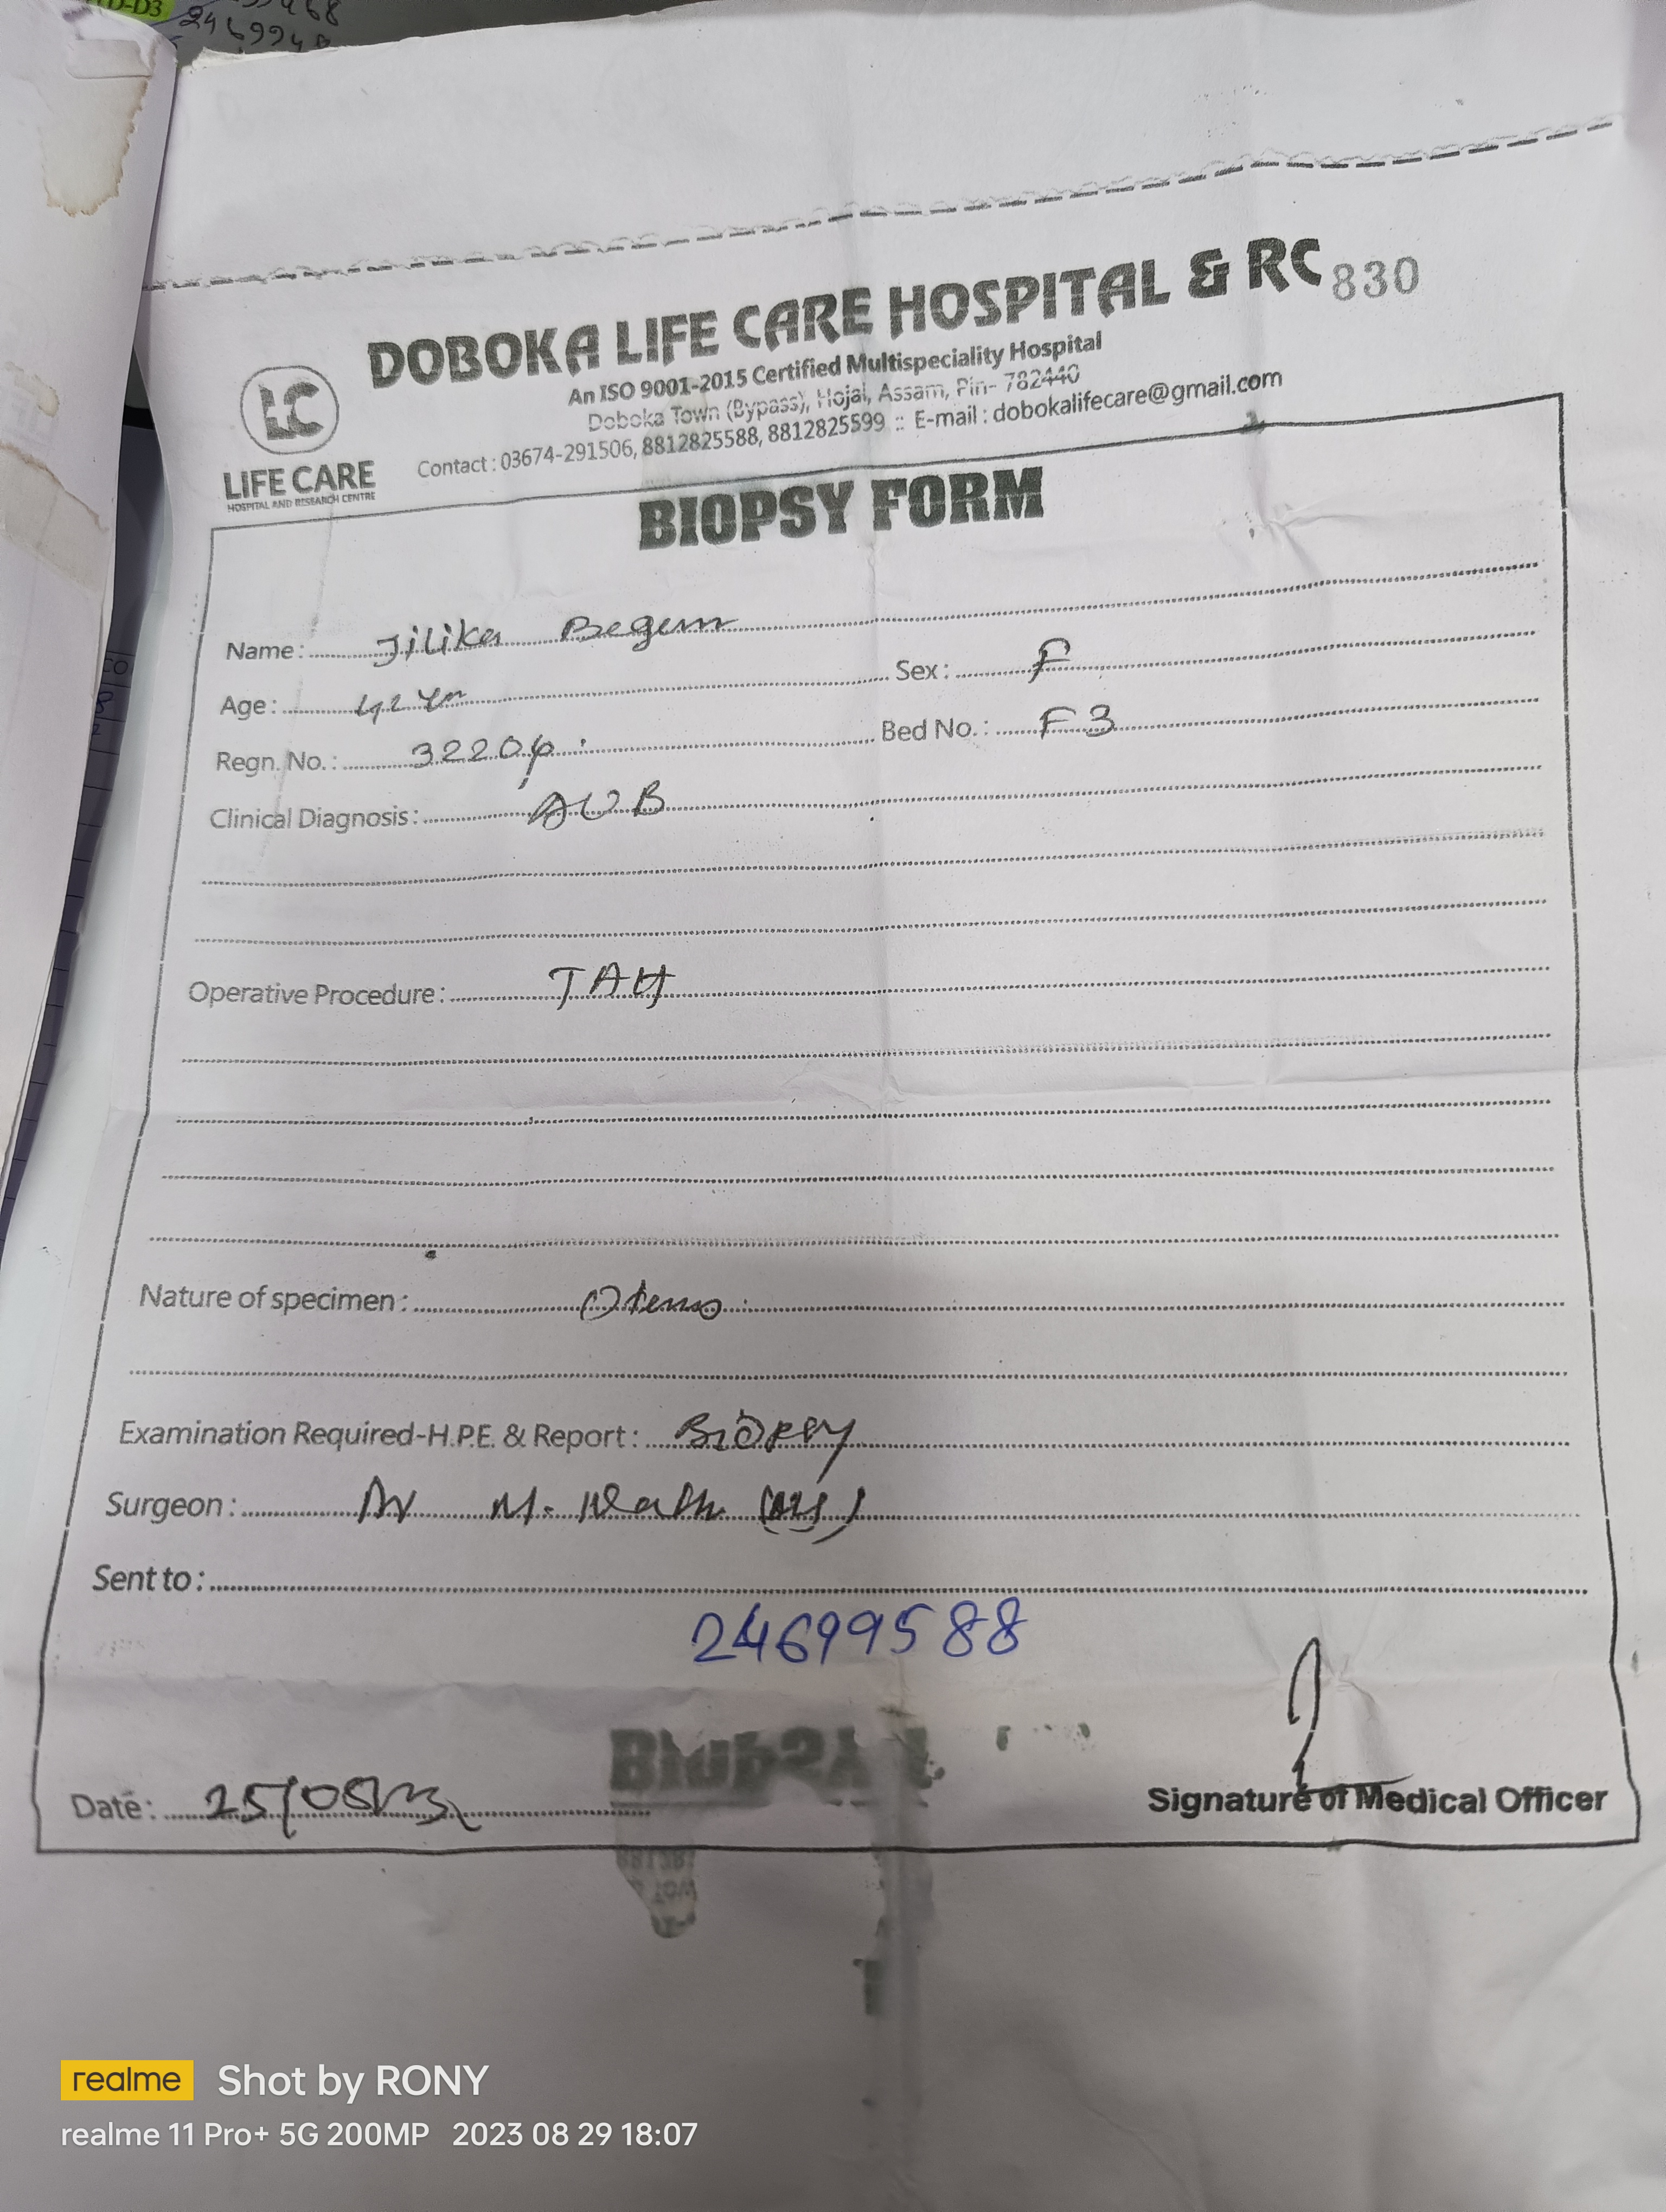 D-D3
2469948
DOBOKA LIFE CARE HOSPITAL & RC 830
An ISO 9001-2015 Certified Multispeciality Hospital
Doboka Town (Bypass), Hojai, Assam, Pin- 782440
Contact : 03674-291506, 8812825588, 8812825599 :: E-mail : dobokalifecare@gmail.com
LC
LIFE CARE
HOSPITAL AND RESEARCH CENTRE
BIOPSY FORM
Name : Jilika Begum
Age : 42 yrs Sex : F
Regn. No. : 32204 Bed No. : F3
Clinical Diagnosis : AUB
Operative Procedure : TAH
Nature of specimen : Uterus
Examination Required-H.P.E. & Report : Biopsy
Surgeon : Dr M.
Sent to :
24699588
Date : 25/08/23
Signature of Medical Officer
realme Shot by RONY
realme 11 Pro+ 5G 200MP 2023 08 29 18:07